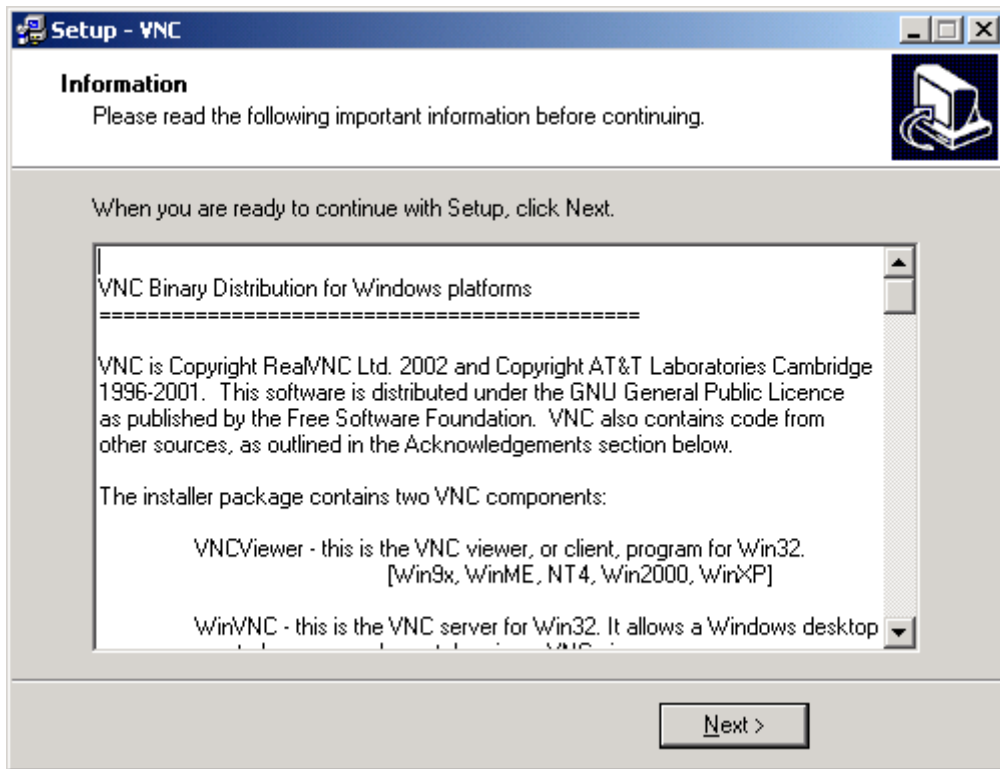 Setup - VNC
Information
Please read the following important information before continuing.
When you are ready to continue with Setup, click Next.
VNC Binary Distribution for Windows platforms
=============================================
VNC is Copyright RealVNC Ltd. 2002 and Copyright AT&T Laboratories Cambridge
1996-2001.  This software is distributed under the GNU General Public Licence
as published by the Free Software Foundation.  VNC also contains code from
other sources, as outlined in the Acknowledgements section below.
The installer package contains two VNC components:
VNCViewer - this is the VNC viewer, or client, program for Win32.
[Win9x, WinME, NT4, Win2000, WinXP]
WinVNC - this is the VNC server for Win32. It allows a Windows desktop
Next >